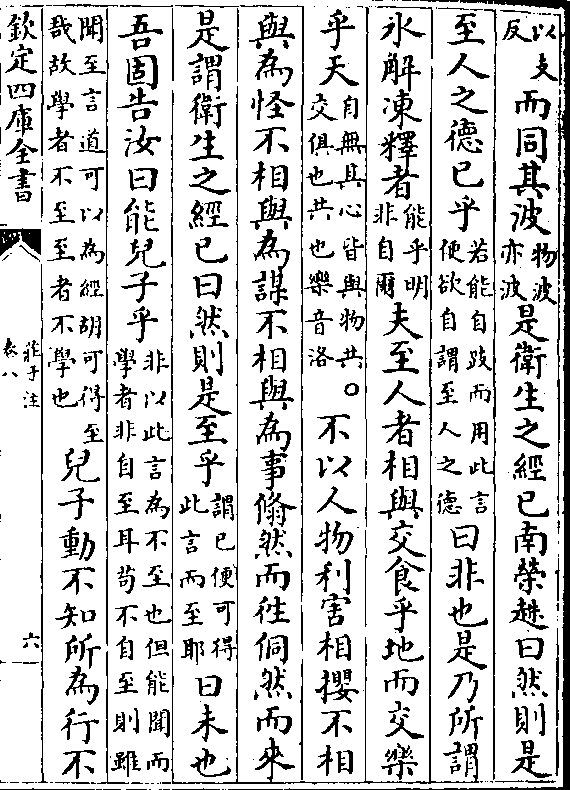 以支反而同其波物波亦波是衛生之經已南榮趎曰然則是
至人之德已乎若能自跂而用此言便欲自謂至人之德曰非也是乃所謂
冰解凍釋者能乎明非自爾夫至人者相與交食乎地而交樂
乎天自無其心皆與物共交俱也共也樂音洛。不以人物利害相攖不相
與為怪不相與為謀不相與為事翛然而往侗然而來
是謂衛生之經已曰然則是至乎謂已便可得此言而至耶曰未也
吾固告汝曰能兒子乎非以此言為不至也但能聞而學者非自至耳苟不自至則雖
聞至言道可以為經胡可得至哉故學者不至至者不學也兒子動不知所為行不
欽定四庫全書
莊子注
卷八
六